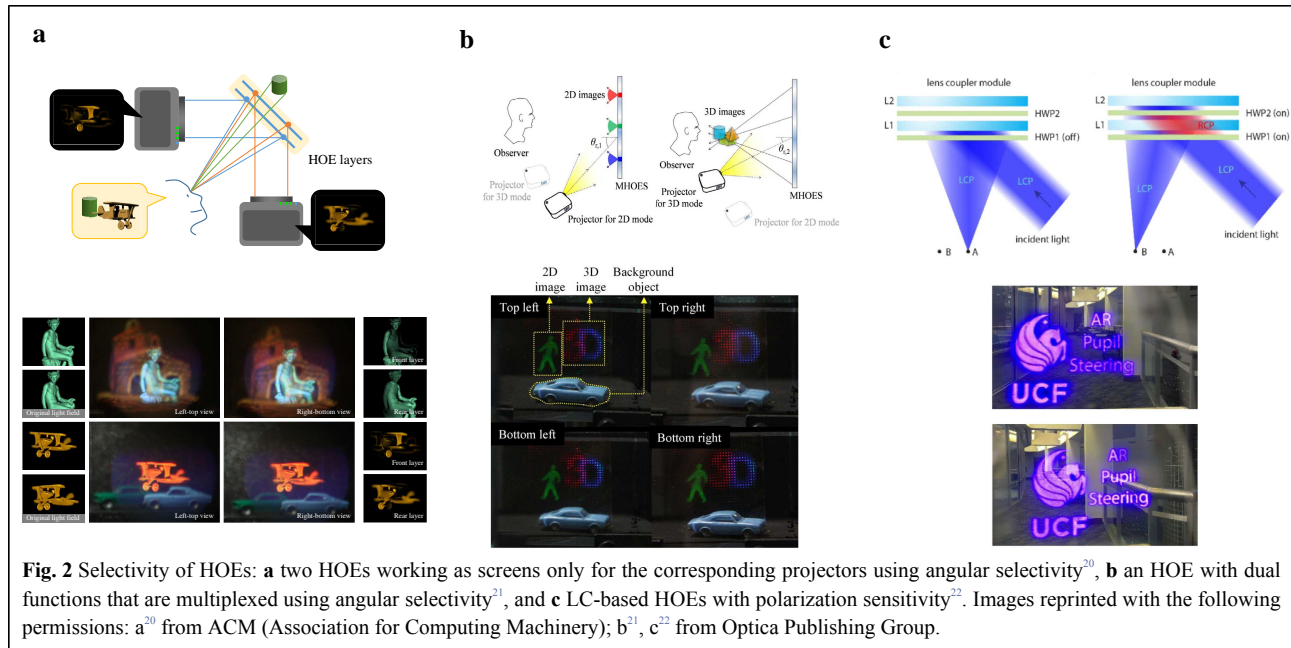 a
HOE layers
Front layer
Original light field
Left-top view
Right-bottom view
Rear layer
Front layer
Original light field
Left-top view
Right-bottom view
Rear layer
b
2D images
3D images
Observer
θr,1
Projector
for 3D mode
MHOES
Projector for 2D mode
Observer
θr,2
Projector
for 3D mode
MHOES
Projector for 2D mode
2D
image
3D
image
Background
object
Top left
Top right
3D
3D
Bottom left
Bottom right
3D
3D
c
lens coupler module
lens coupler module
L2
HWP2
L1
HWP1 (off)
LCP
LCP
incident light
B
A
L2
HWP2 (on)
L1
RCP
HWP1 (on)
LCP
LCP
incident light
B
A
AR
Pupil
Steering
UCF
AR
Pupil
Steering
UCF
Fig. 2 Selectivity of HOEs: a two HOEs working as screens only for the corresponding projectors using angular selectivity20, b an HOE with dual
functions that are multiplexed using angular selectivity21, and c LC-based HOEs with polarization sensitivity22. Images reprinted with the following
permissions: a20 from ACM (Association for Computing Machinery); b21, c22 from Optica Publishing Group.